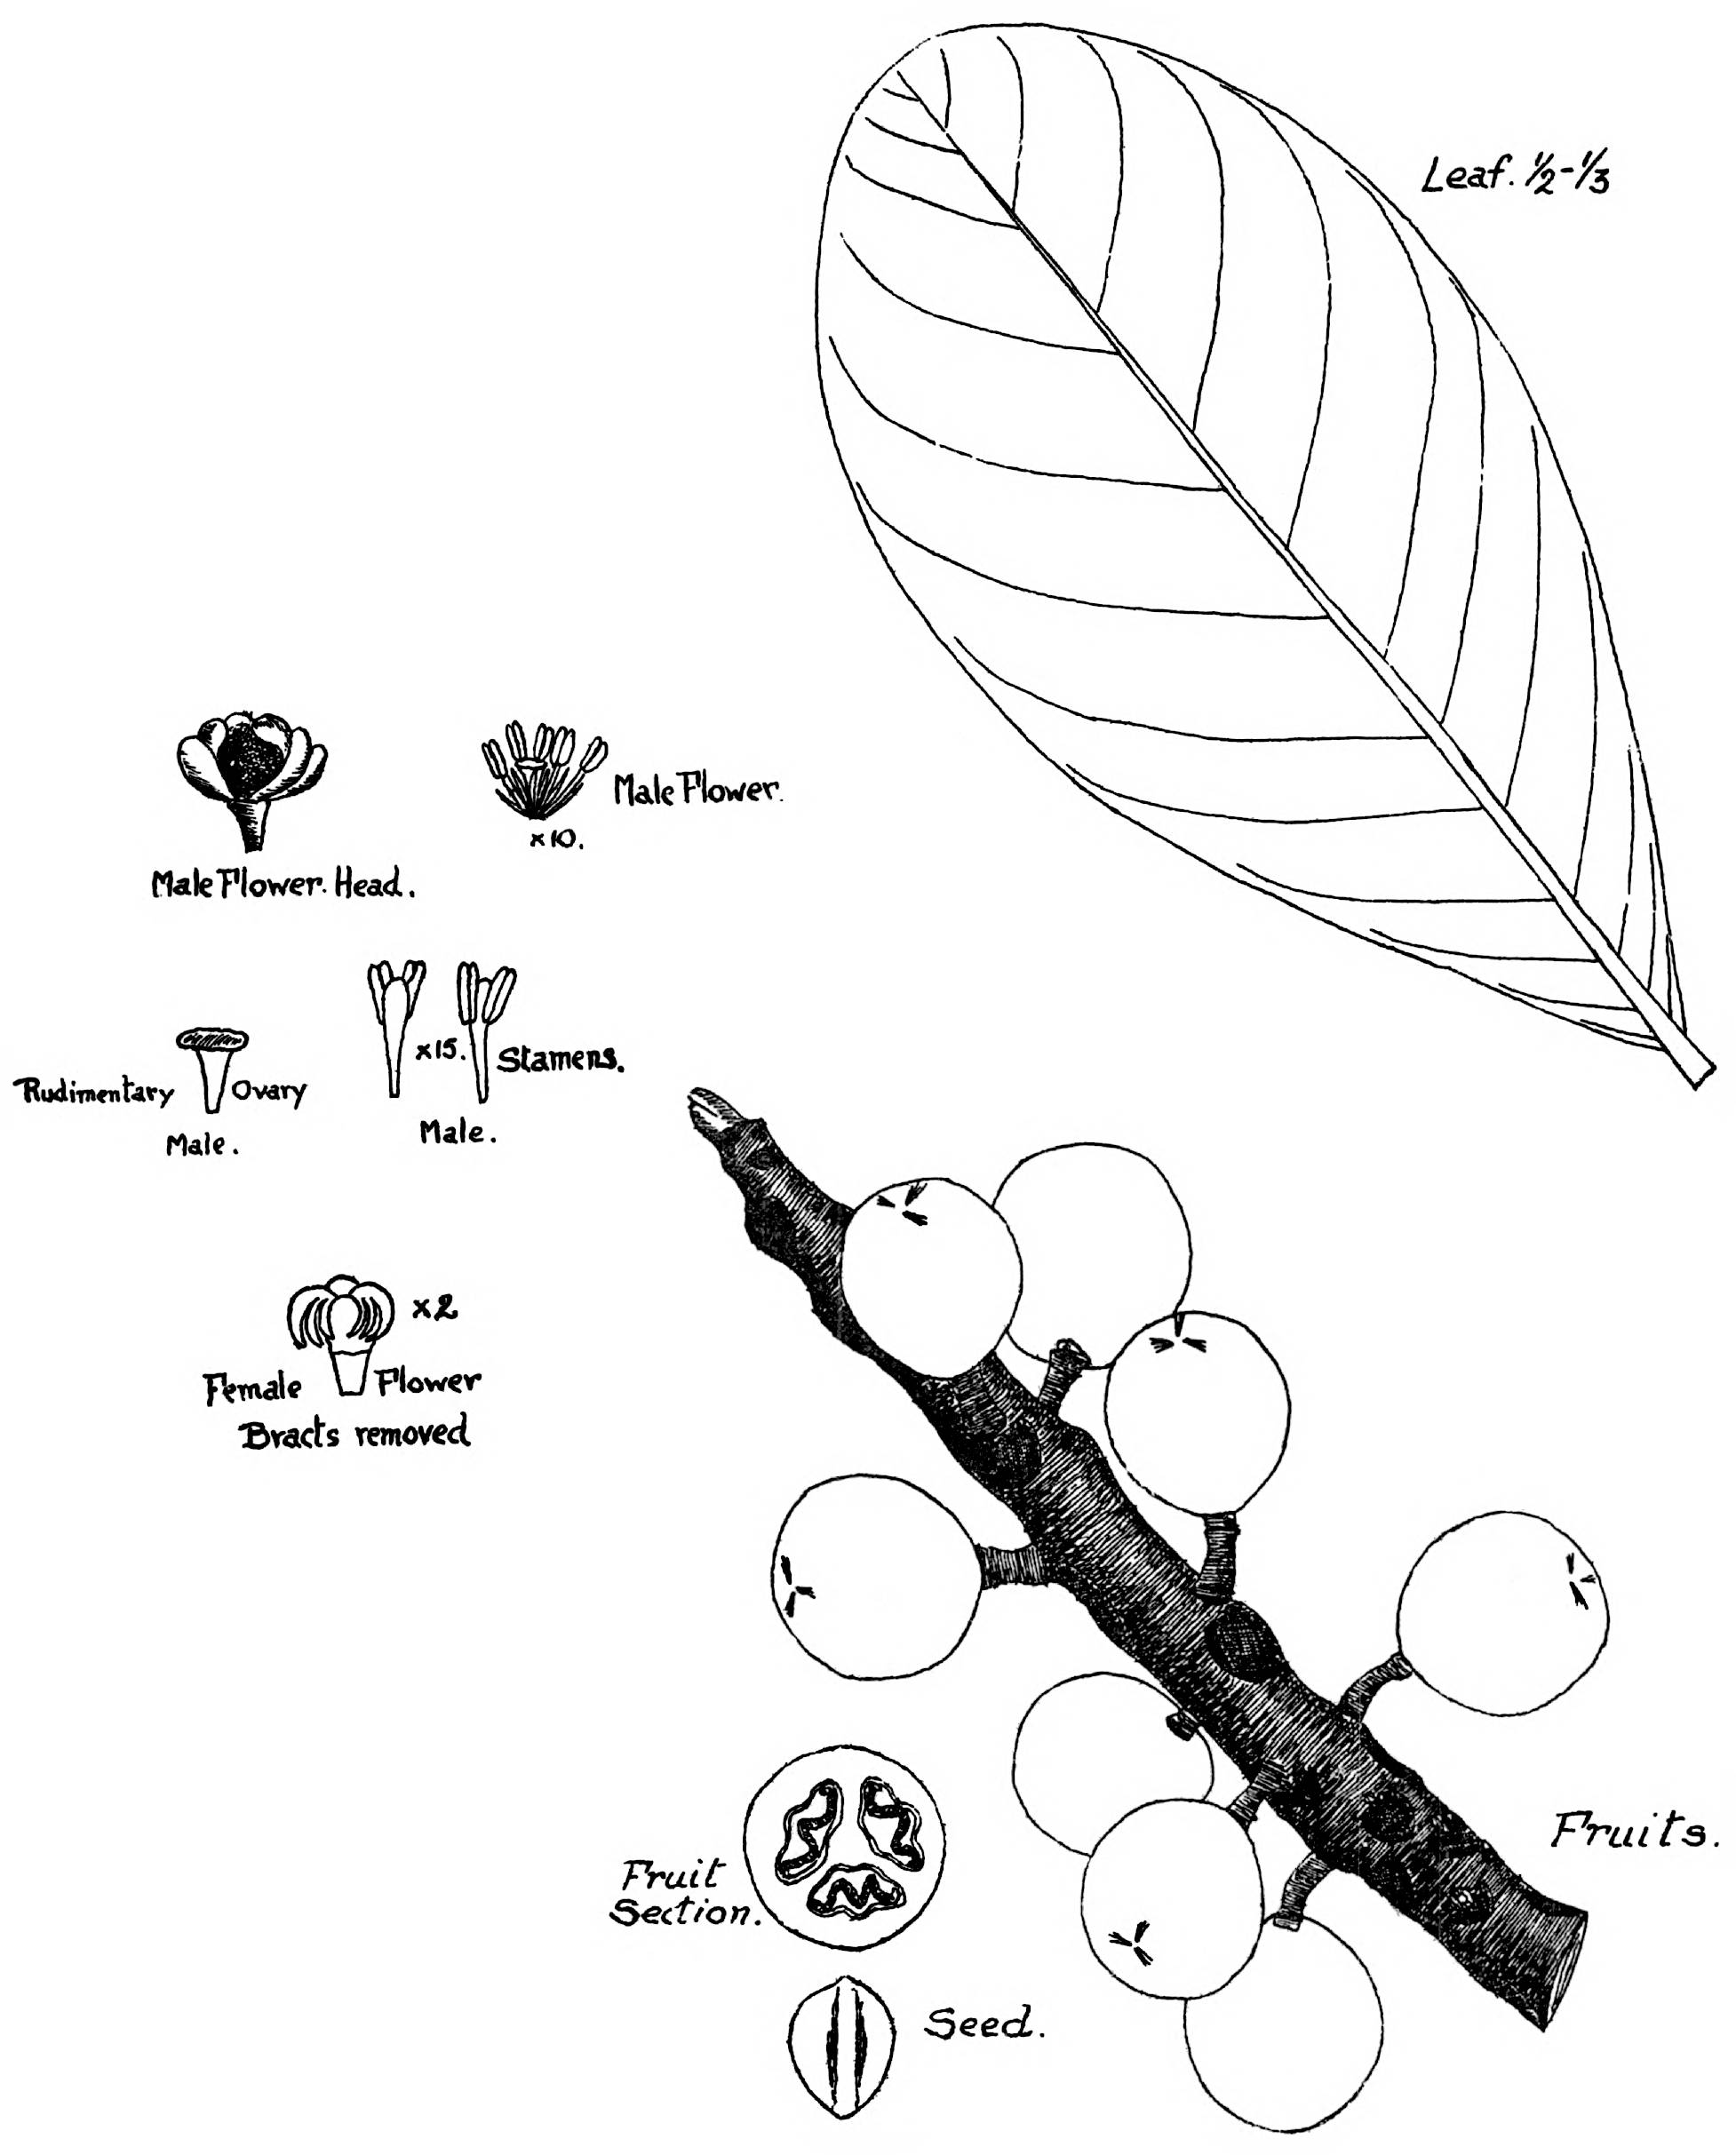 Leaf. ½-⅓
Male Flower.
×10.
Male Flower. Head.
×15. Stamens.
Male.
Rudimentary Ovary
Male.
×2
Female Flower
Bracts removed
Fruits.
Fruit
Section.
Seed.